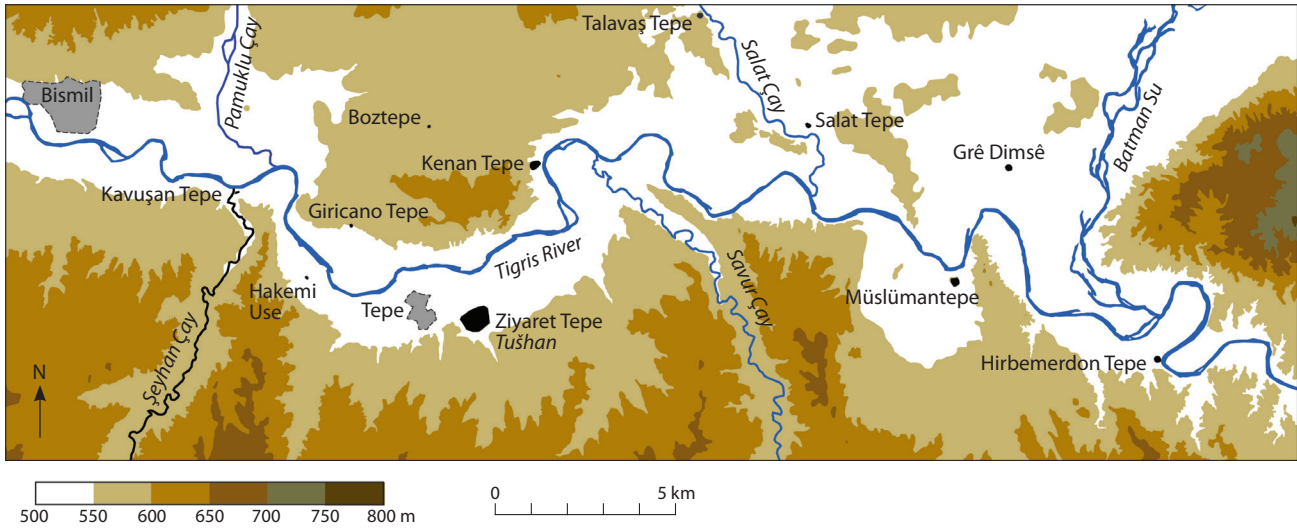 Talavaş Tepe
Pamuklu Çay
Salat Çay
Bismil
Boztepe
Salat Tepe
Batman Su
Kenan Tepe
Grê Dimsê
Kavuşan Tepe
Giricano Tepe
Tigris River
Savur Çay
Hakemi
Use
Tepe
Ziyaret Tepe
Tušhan
Müslümantepe
Şeyhan Çay
Hirbemerdon Tepe
N
0 5 km
500 550 600 650 700 750 800 m